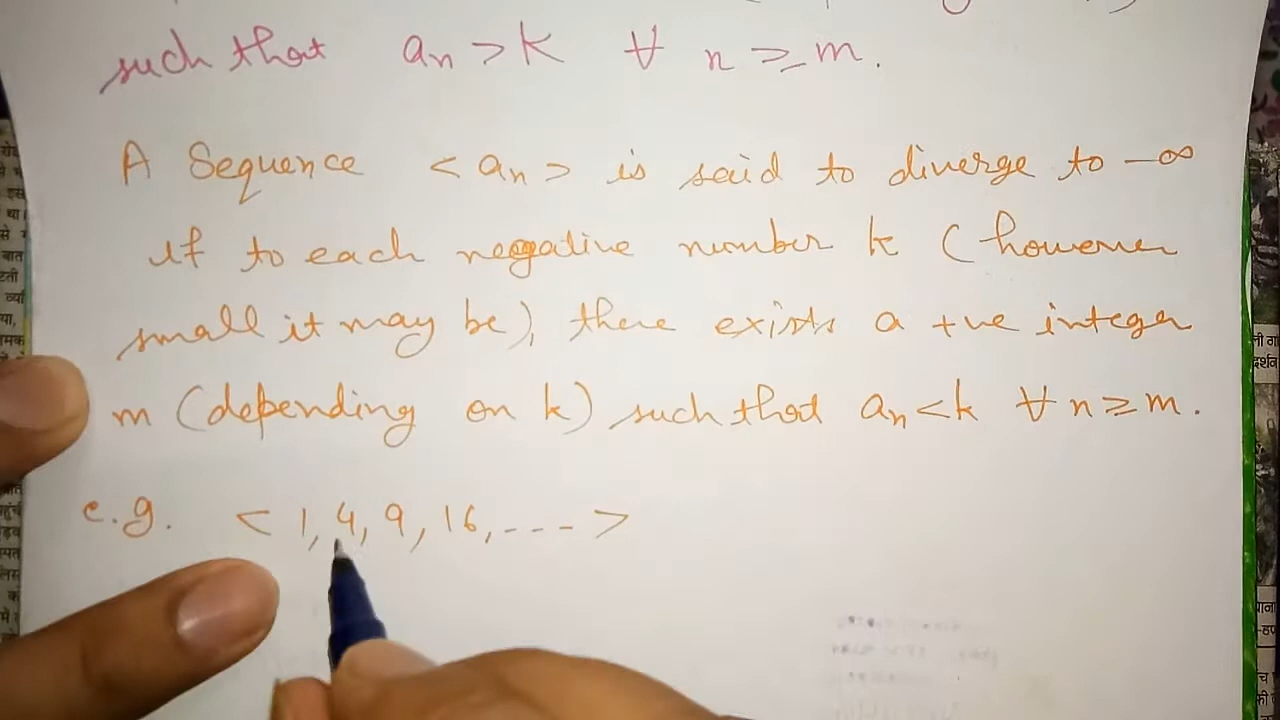 such that an > k ∀ n ≥ m.
A Sequence < an > is said to diverge to -∞
if to each negative number k (however
small it may be), there exists a +ve integer
m (depending on k) such that an < k ∀ n ≥ m.
e.g. < 1, 4, 9, 16, --- >